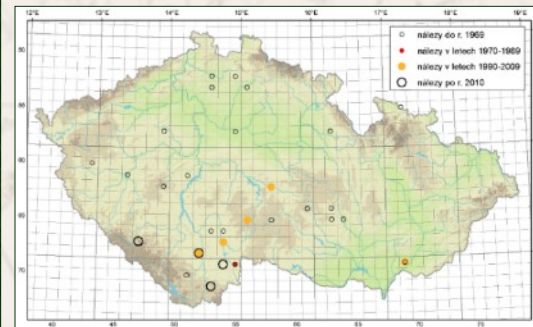 12°E 13°E 14°E 15°E 16°E 17°E 18°E 19°E
nálezy do r. 1969
nálezy v letech 1970-1989
nálezy v letech 1990-2009
nálezy po r. 2010
40 45 50 55 60 65 70 75